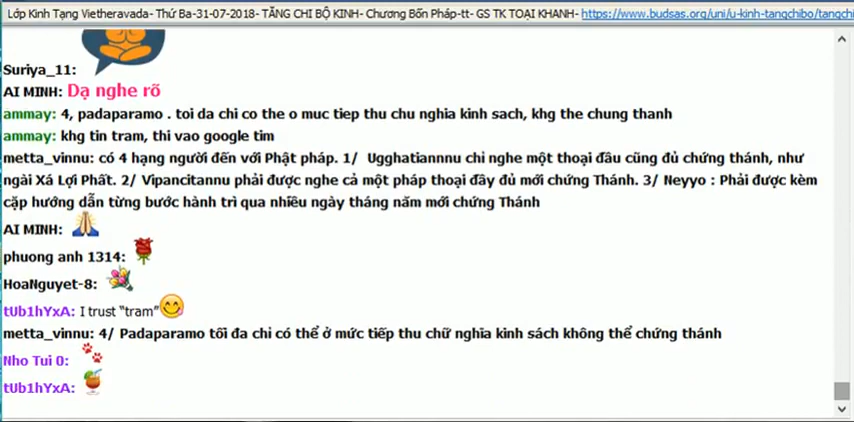 Lớp Kinh Tạng Vietheravada- Thứ Ba-31-07-2018- TĂNG CHI BỘ KINH- Chương Bốn Pháp-tt- GS TK TOẠI KHANH- https://www.budsas.org/uni/u-kinh-tangchibo/tangchi
Suriya_11:
AI MINH: Dạ nghe rõ
ammay: 4, padaparamo . toi da chi co the o muc tiep thu chu nghia kinh sach, khg the chung thanh
ammay: khg tin tram, thi vao google tim
metta_vinnu: có 4 hạng người đến với Phật pháp. 1/ Ugghatiannnu chỉ nghe một thoại đầu cũng đủ chứng thánh, như
ngài Xá Lợi Phất. 2/ Vipancitannu phải được nghe cả một pháp thoại đầy đủ mới chứng Thánh. 3/ Neyyo : Phải được kèm
cặp hướng dẫn từng bước hành trì qua nhiều ngày tháng năm mới chứng Thánh
AI MINH:
phuong anh 1314:
HoaNguyet-8:
tUb1hYxA: I trust "tram"
metta_vinnu: 4/ Padaparamo tối đa chỉ có thể ở mức tiếp thu chữ nghĩa kinh sách không thể chứng thánh
Nho Tui 0:
tUb1hYxA: